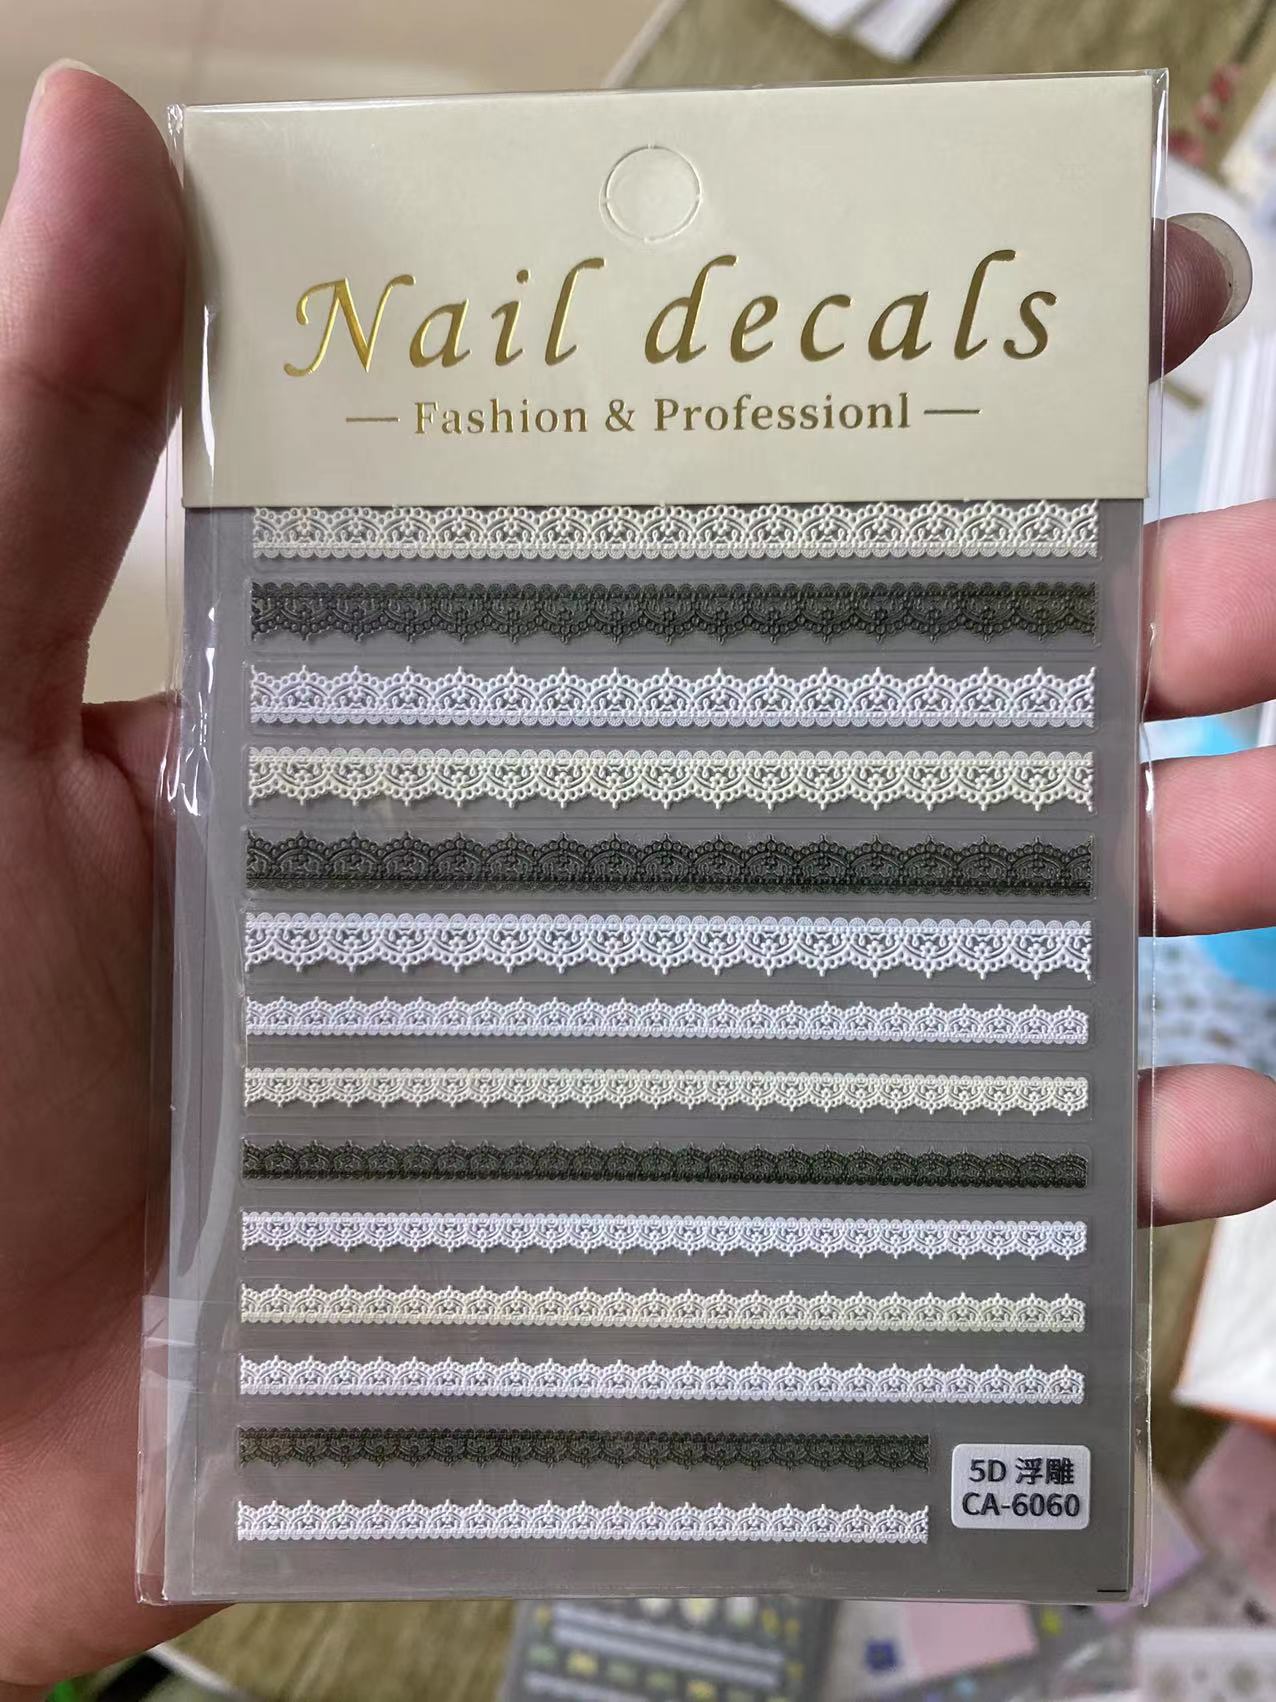 Nail decals
— Fashion & Professionl —
5D 浮雕
CA-6060